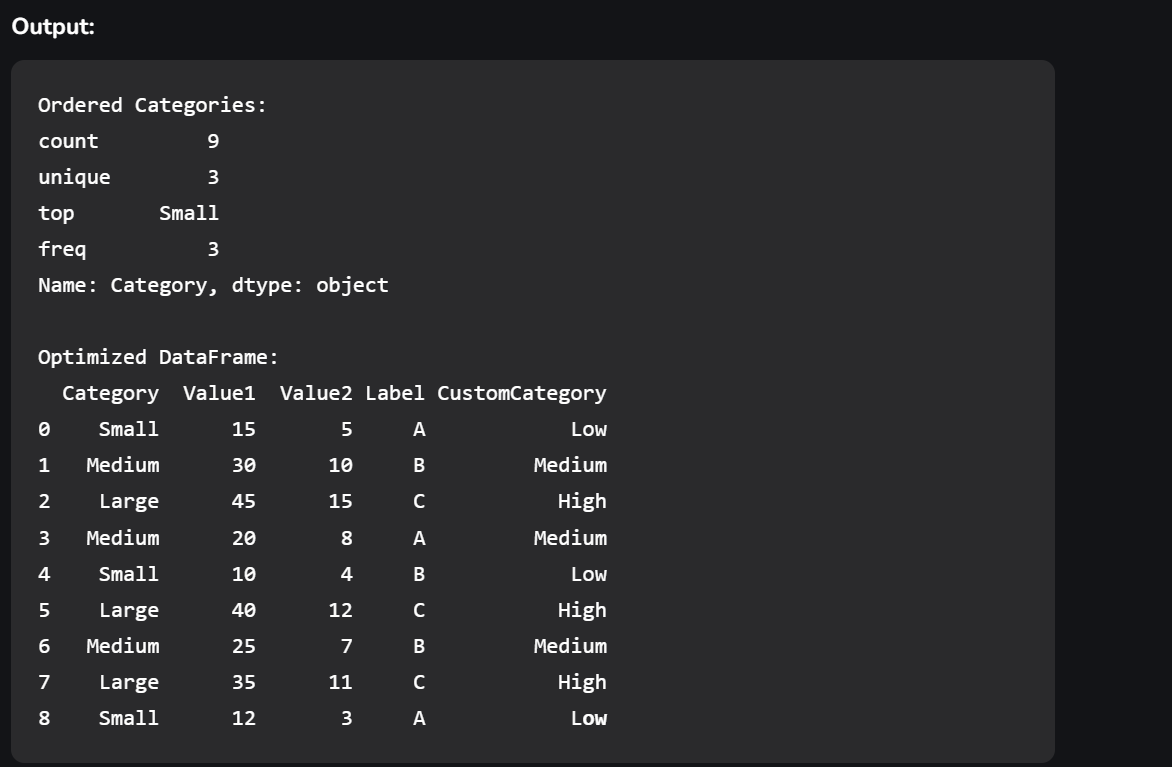 Output:
Ordered Categories:
count         9
unique        3
top       Small
freq          3
Name: Category, dtype: object
Optimized DataFrame:
  Category  Value1  Value2 Label CustomCategory
0    Small      15       5     A            Low
1   Medium      30      10     B         Medium
2    Large      45      15     C           High
3   Medium      20       8     A         Medium
4    Small      10       4     B            Low
5    Large      40      12     C           High
6   Medium      25       7     B         Medium
7    Large      35      11     C           High
8    Small      12       3     A            Low